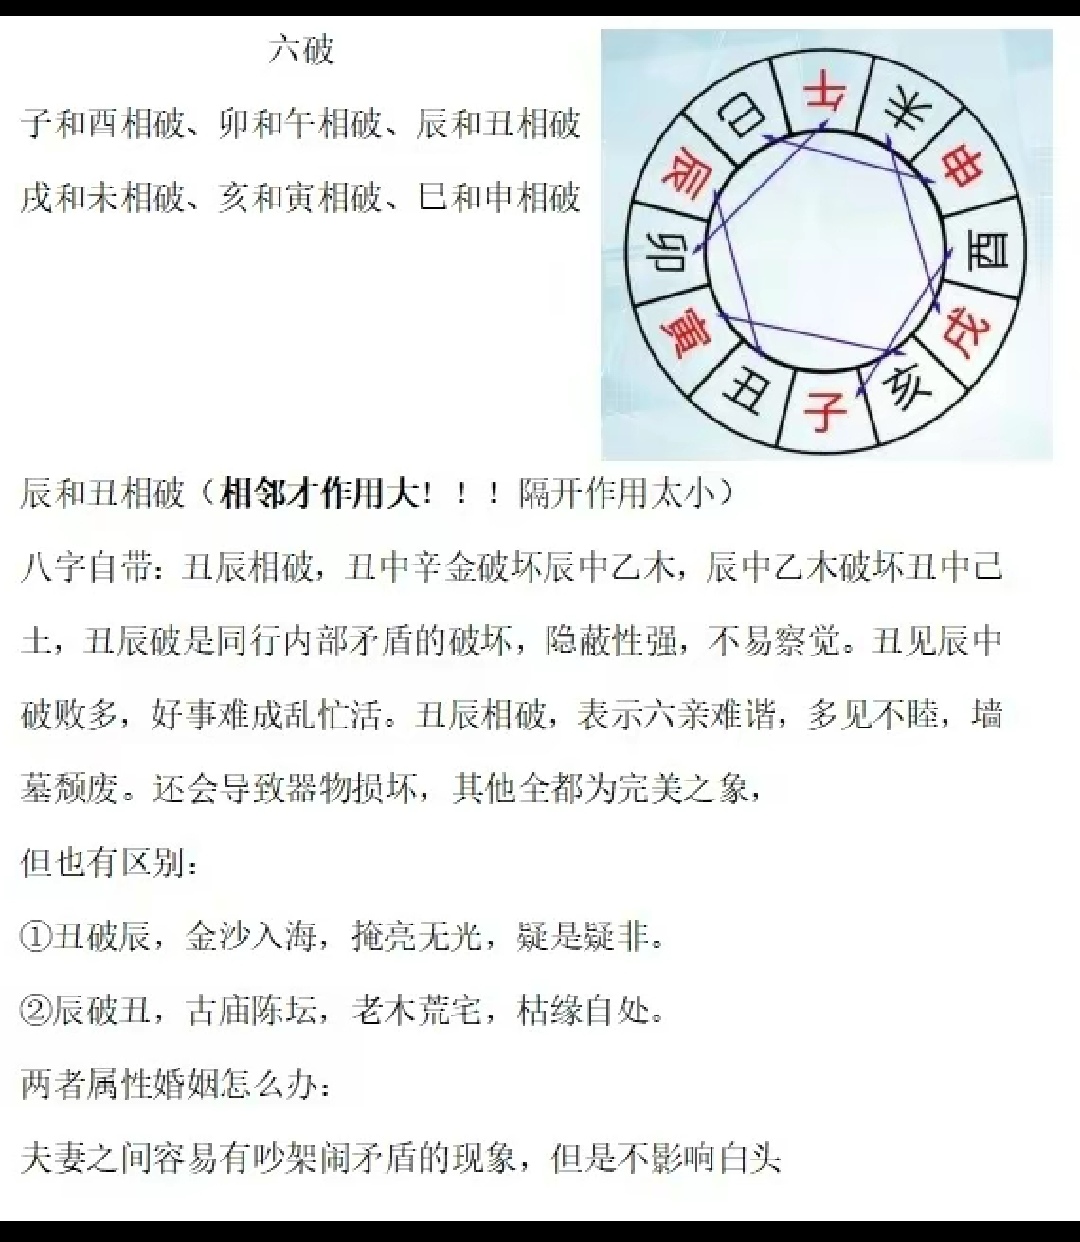 六破
子和酉相破、卯和午相破、辰和丑相破
戌和未相破、亥和寅相破、巳和申相破
午
未
申
酉
戌
亥
子
丑
寅
卯
辰
巳
辰和丑相破（相邻才作用大！！！隔开作用太小）
八字自带：丑辰相破，丑中辛金破坏辰中乙木，辰中乙木破坏丑中己
土，丑辰破是同行内部矛盾的破坏，隐蔽性强，不易察觉。丑见辰中
破败多，好事难成乱忙活。丑辰相破，表示六亲难谐，多见不睦，墙
墓颓废。还会导致器物损坏，其他全都为完美之象，
但也有区别：
①丑破辰，金沙入海，掩亮无光，疑是疑非。
②辰破丑，古庙陈坛，老木荒宅，枯缘自处。
两者属性婚姻怎么办：
夫妻之间容易有吵架闹矛盾的现象，但是不影响白头